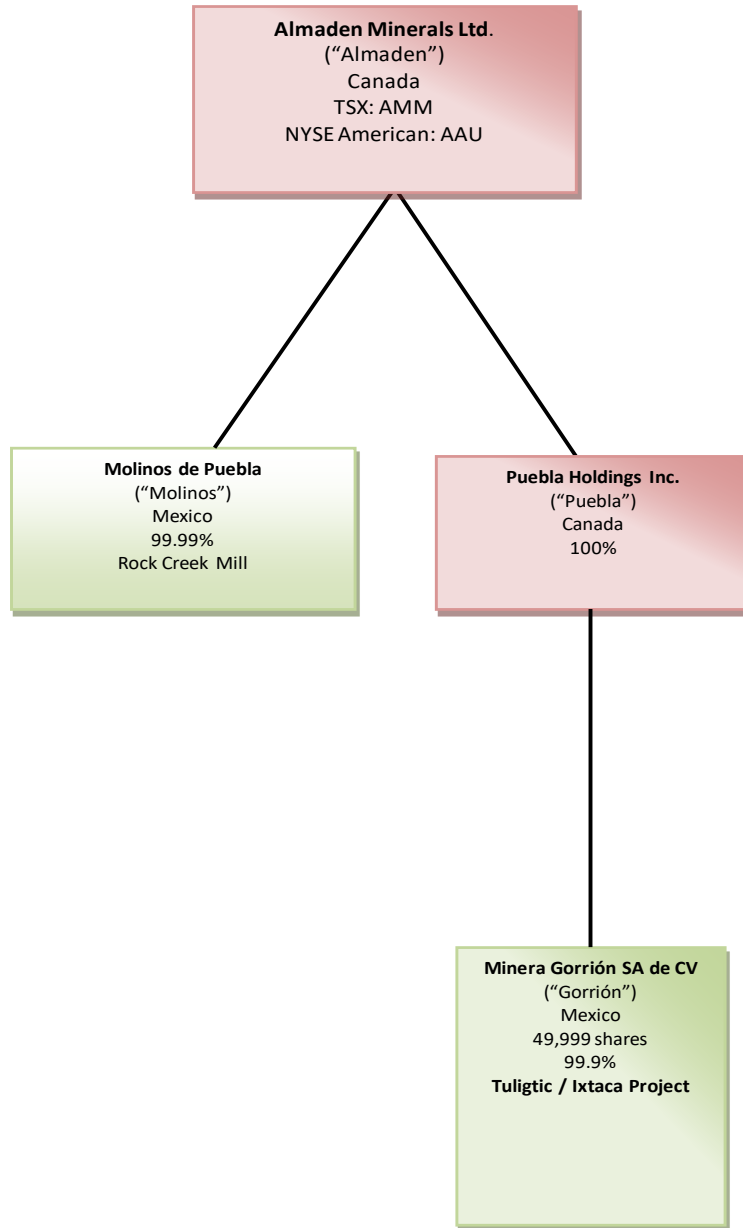 Almaden Minerals Ltd.
(“Almaden”)
Canada
TSX: AMM
NYSE American: AAU
Molinos de Puebla
(“Molinos”)
Mexico
99.99%
Rock Creek Mill
Puebla Holdings Inc.
(“Puebla”)
Canada
100%
Minera Gorrión SA de CV
(“Gorrión”)
Mexico
49,999 shares
99.9%
Tuligtic / Ixtaca Project